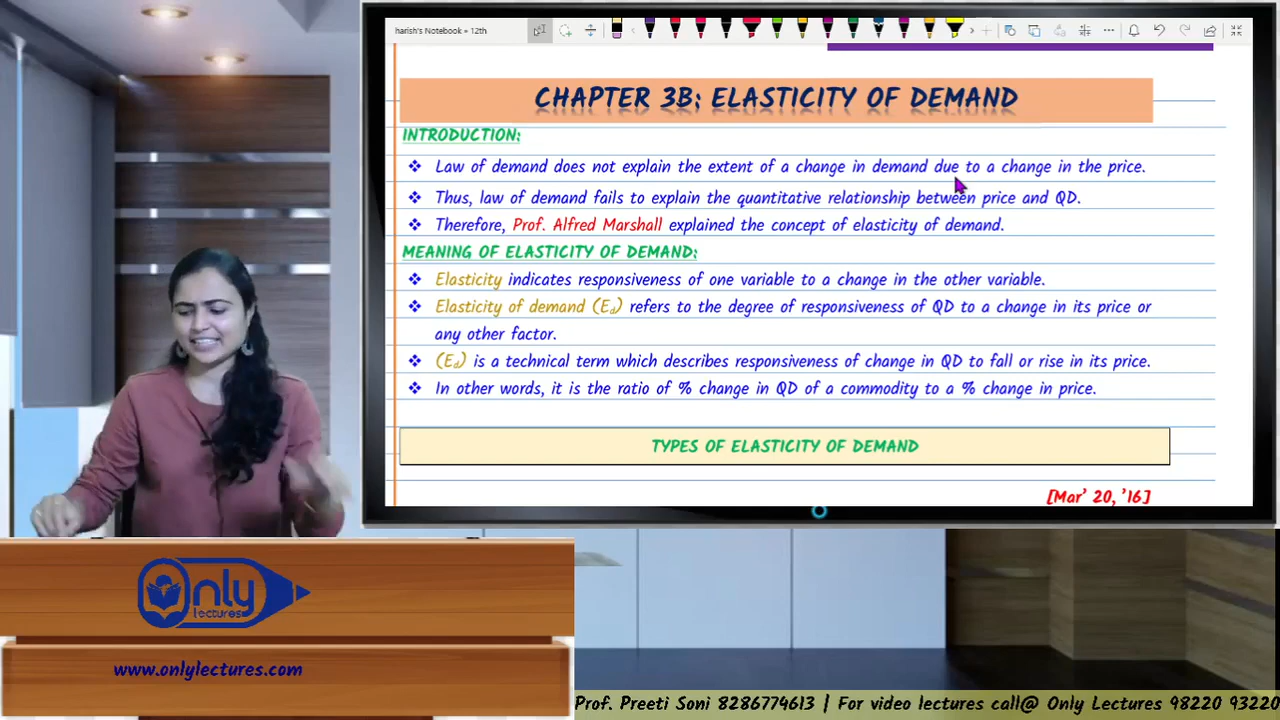 harish's Notebook » 12th
CHAPTER 3B: ELASTICITY OF DEMAND
INTRODUCTION:
❖ Law of demand does not explain the extent of a change in demand due to a change in the price.
❖ Thus, law of demand fails to explain the quantitative relationship between price and QD.
❖ Therefore, Prof. Alfred Marshall explained the concept of elasticity of demand.
MEANING OF ELASTICITY OF DEMAND:
❖ Elasticity indicates responsiveness of one variable to a change in the other variable.
❖ Elasticity of demand (Ed) refers to the degree of responsiveness of QD to a change in its price or
any other factor.
❖ (Ed) is a technical term which describes responsiveness of change in QD to fall or rise in its price.
❖ In other words, it is the ratio of % change in QD of a commodity to a % change in price.
TYPES OF ELASTICITY OF DEMAND
[Mar' 20, '16]
Only
lectures
www.onlylectures.com
Prof. Preeti Soni 8286774613 | For video lectures call@ Only Lectures 98220 93220